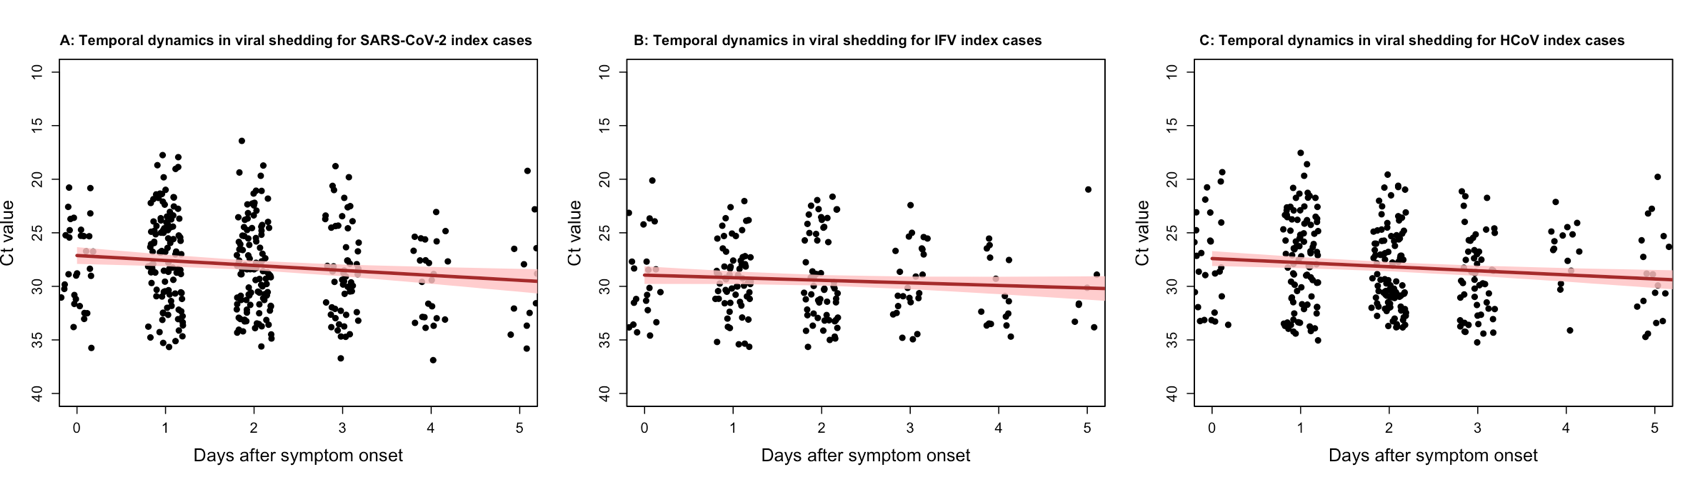 A: Temporal dynamics in viral shedding for SARS-CoV-2 index cases
10
15
20
25
30
35
40
Ct value
0 1 2 3 4 5
Days after symptom onset
B: Temporal dynamics in viral shedding for IFV index cases
10
15
20
25
30
35
40
Ct value
0 1 2 3 4 5
Days after symptom onset
C: Temporal dynamics in viral shedding for HCoV index cases
10
15
20
25
30
35
40
Ct value
0 1 2 3 4 5
Days after symptom onset